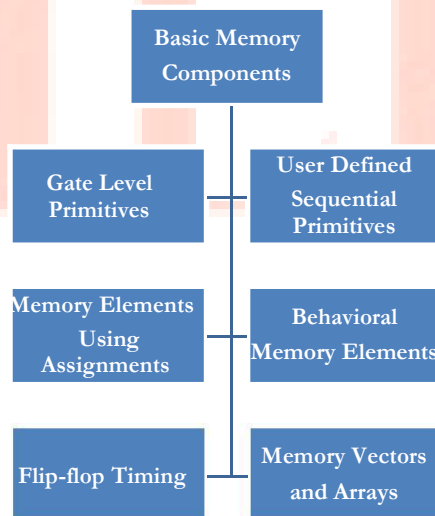 Basic Memory
Components
Gate Level
Primitives
User Defined
Sequential
Primitives
Memory Elements
Using
Assignments
Behavioral
Memory Elements
Flip-flop Timing
Memory Vectors
and Arrays